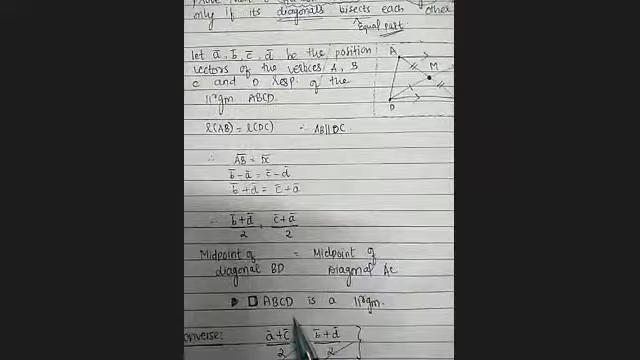 prove that a
only if its diagonals bisects each other
Equal part.
let a̅, b̅, c̅, d̅ be the position
vectors of the vertices A, B
C and D resp. of the
||gm ABCD.
A
M
D
l(AB) = l(DC) ∴ AB||DC
∴ A̅B̅ = D̅C̅
b̅-a̅ = c̅-d̅
b̅+d̅ = c̅+a̅
∴ b̅+d̅/2 = c̅+a̅/2
Midpoint of diagonal BD = Midpoint of Diagonal AC
□ ABCD is a ||gm.
converse: a̅+c̅/2 b̅+d̅/2